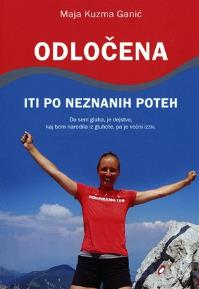 Maja Kuzma Ganić
ODLOČENA
ITI PO NEZNANIH POTEH
Da sem gluha, je dejstvo,
kaj bom naredila iz gluhote, pa je večni izziv.